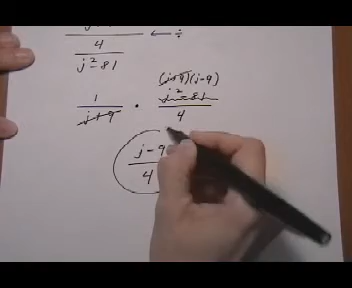 4 ← ÷
j² - 81
(j+9)(j-9)
1 j² - 81
j+9 · 4
j - 9
4